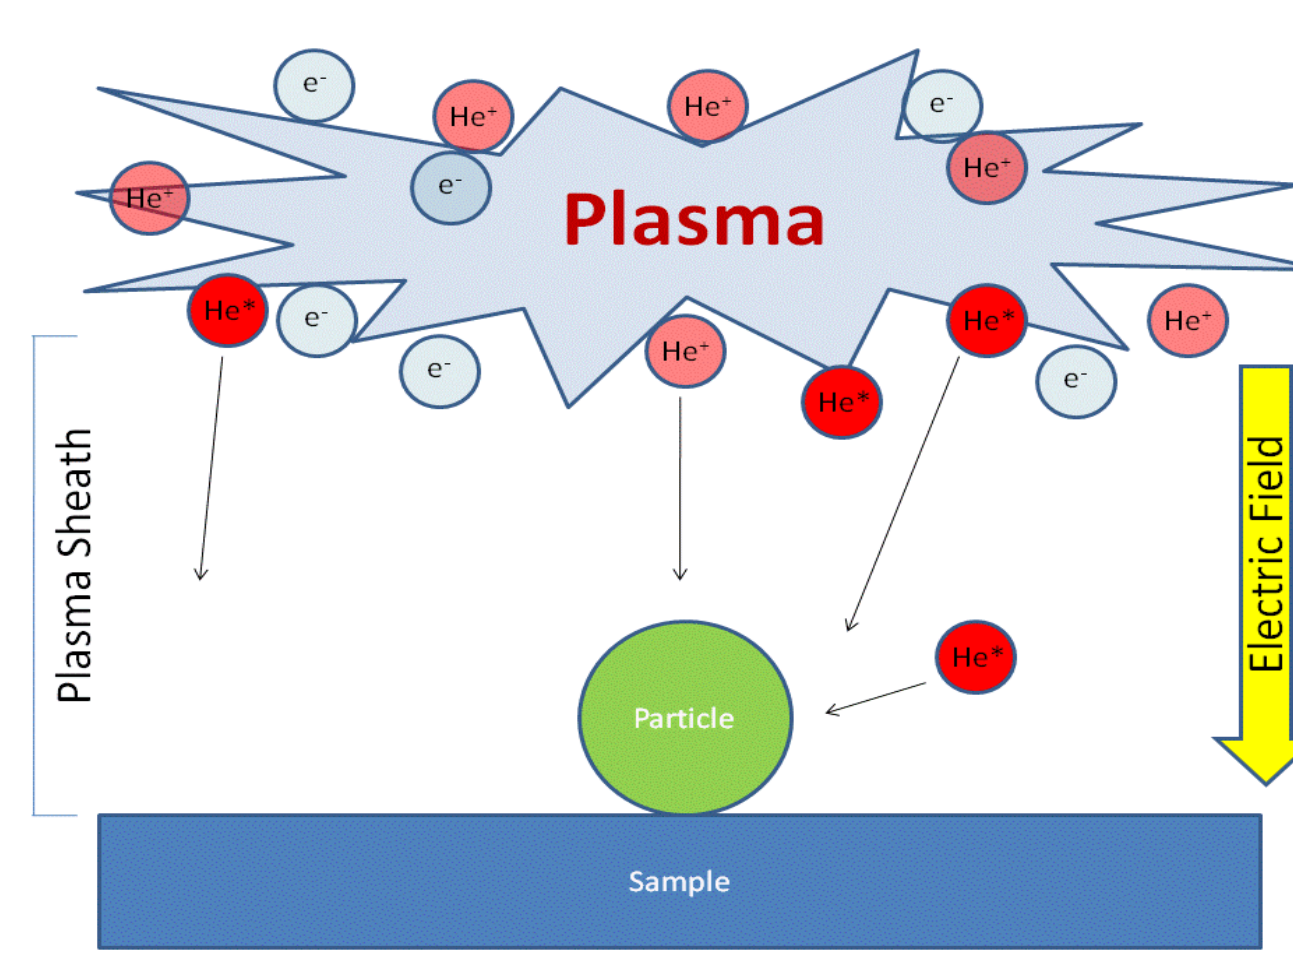 e⁻
He⁺
He⁺
e⁻
He⁺
e⁻
He⁺
Plasma
He*
e⁻
He⁺
He*
He⁺
e⁻
He*
e⁻
Plasma Sheath
Electric Field
He*
Particle
Sample